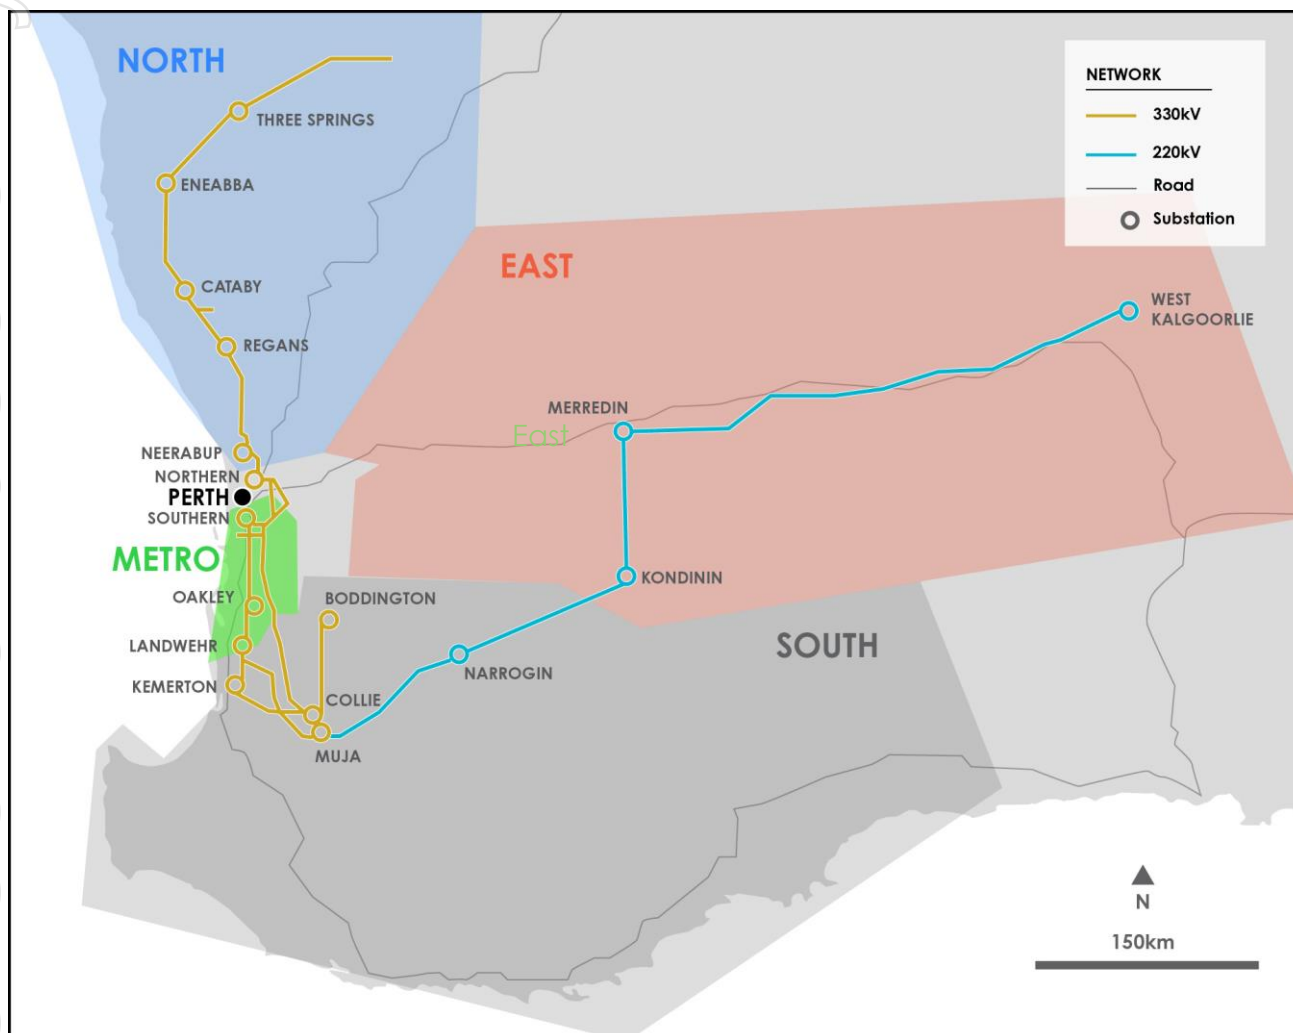 NORTH
THREE SPRINGS
ENEABBA
CATABY
REGANS
NEERABUP
NORTHERN
PERTH
SOUTHERN
METRO
OAKLEY
LANDWEHR
KEMERTON
BODDINGTON
COLLIE
MUJA
NARROGIN
SOUTH
KONDININ
EAST
MERREDIN
East
WEST
KALGOORLIE
NETWORK
330kV
220kV
Road
Substation
N
150km